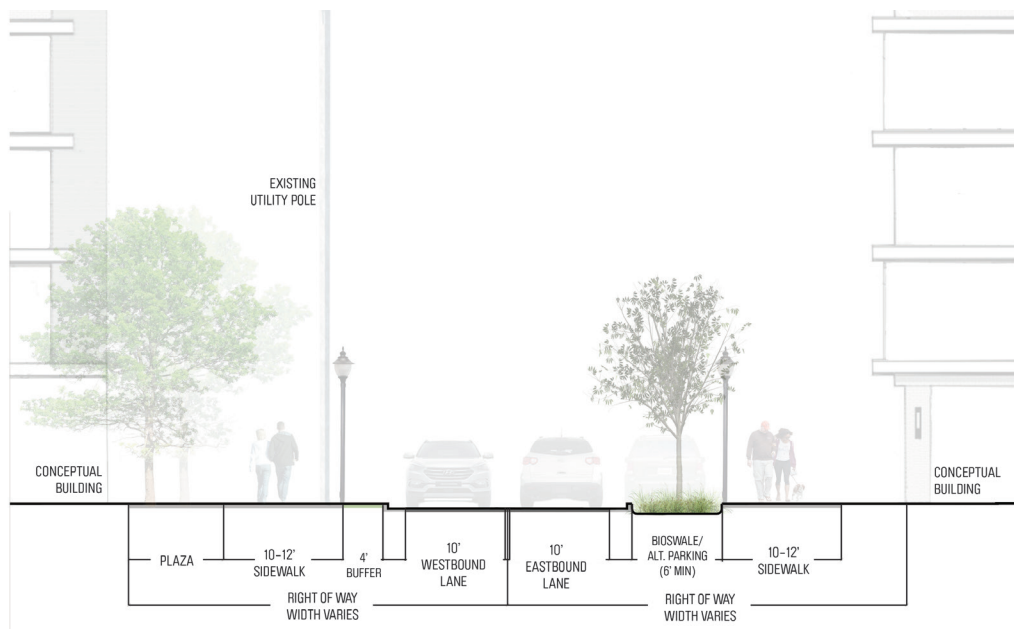 EXISTING
UTILITY POLE
CONCEPTUAL
BUILDING
CONCEPTUAL
BUILDING
PLAZA
10-12'
SIDEWALK
4'
BUFFER
10'
WESTBOUND
LANE
10'
EASTBOUND
LANE
BIOSWALE/
ALT. PARKING
(6' MIN)
10-12'
SIDEWALK
RIGHT OF WAY
WIDTH VARIES
RIGHT OF WAY
WIDTH VARIES